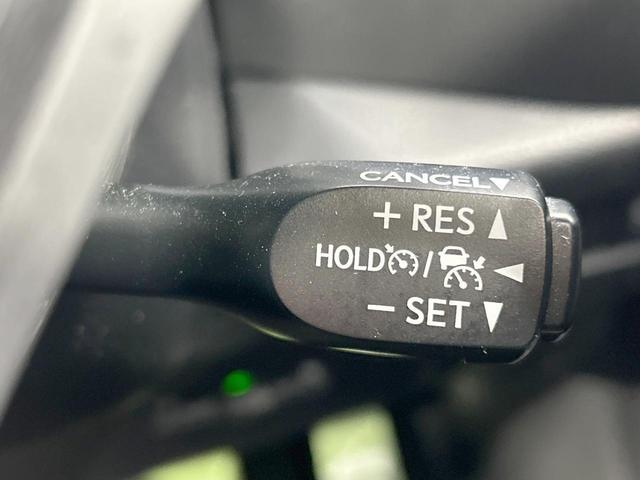 CANCEL▼
+ RES ▲
HOLD / ◀
− SET ▼